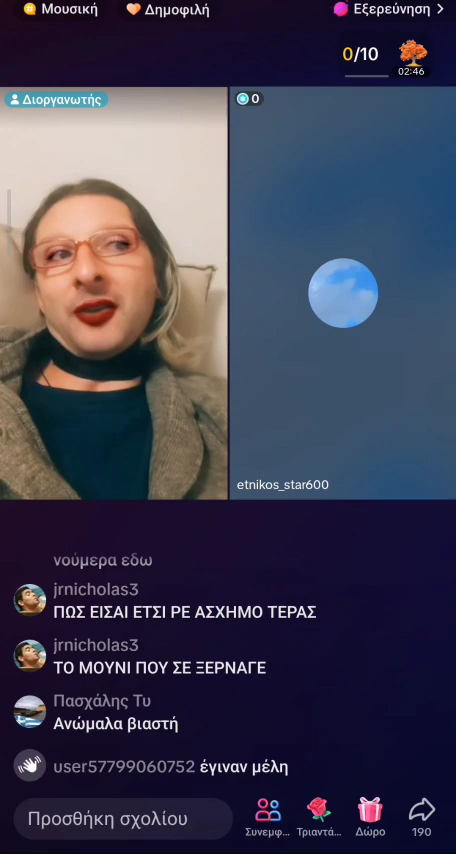 Μουσική
Δημοφιλή
Εξερεύνηση
0/10
02:46
Διοργανωτής
0
etnikos_star600
νούμερα εδω
jrnicholas3
ΠΩΣ ΕΙΣΑΙ ΕΤΣΙ ΡΕ ΑΣΧΗΜΟ ΤΕΡΑΣ
jrnicholas3
ΤΟ ΜΟΥΝΙ ΠΟΥ ΣΕ ΞΕΡΝΑΓΕ
Πασχάλης Τυ
Ανώμαλα βιαστή
user57799060752 έγιναν μέλη
Προσθήκη σχολίου
Συνεμφ...
Τριαντά...
Δώρο
190